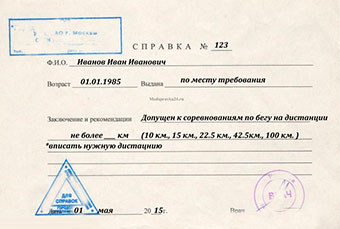 СПРАВКА № 123
Ф.И.О. Иванов Иван Иванович
Возраст 01.01.1985 Выдана по месту требования
Заключение и рекомендации Допущен к соревнованиям по бегу на дистанции
не более ___ км (10 км., 15 км., 22.5 км, 42.5км., 100 км. )
*вписать нужную дистацнию
ДЛЯ
СПРАВОК
01 мая 2015г. Врач